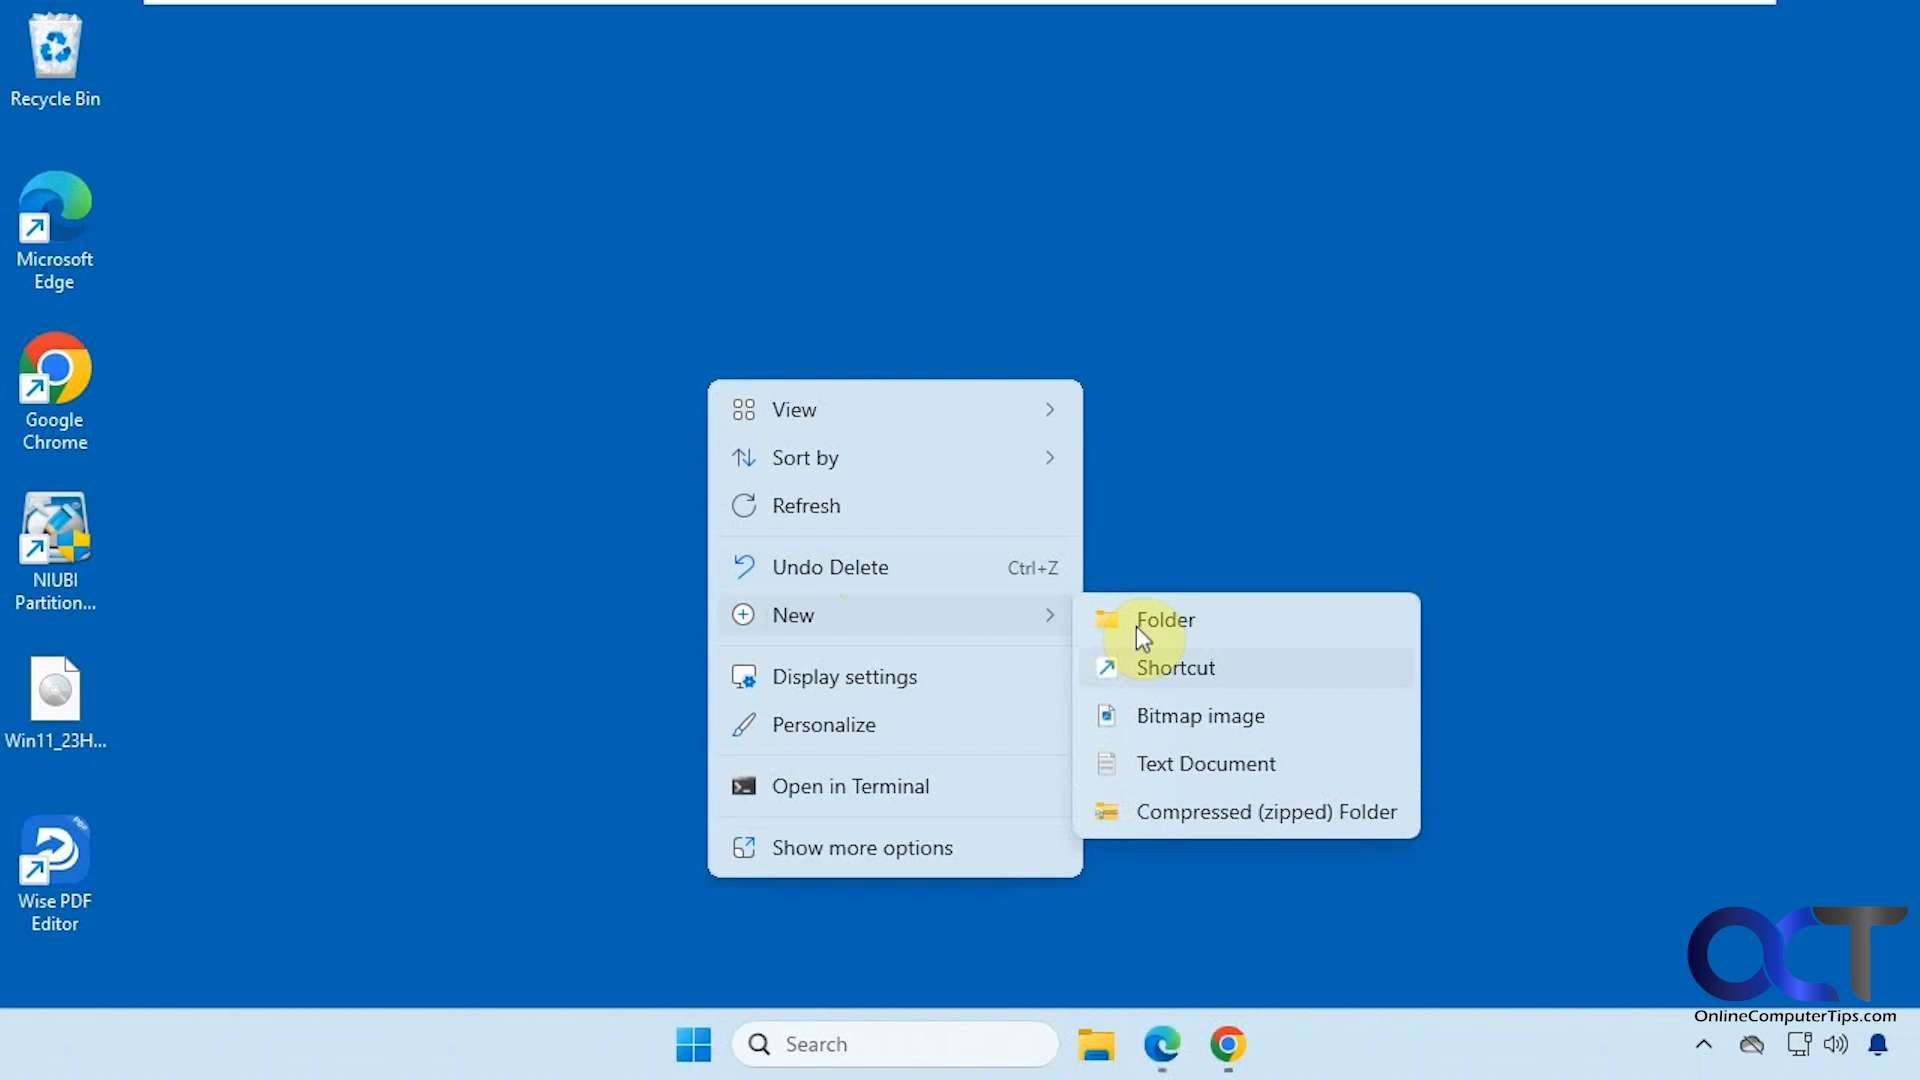 Recycle Bin
Microsoft
Edge
Google
Chrome
NIUBI
Partition...
Win11_23H...
Wise PDF
Editor
View
Sort by
Refresh
Undo Delete Ctrl+Z
New
Display settings
Personalize
Open in Terminal
Show more options
Folder
Shortcut
Bitmap image
Text Document
Compressed (zipped) Folder
OCT
OnlineComputerTips.com
Search